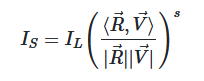 $I_S = I_L \left( \frac{\langle \vec{R}, \vec{V} \rangle}{|\vec{R}||\vec{V}|} \right)^s$